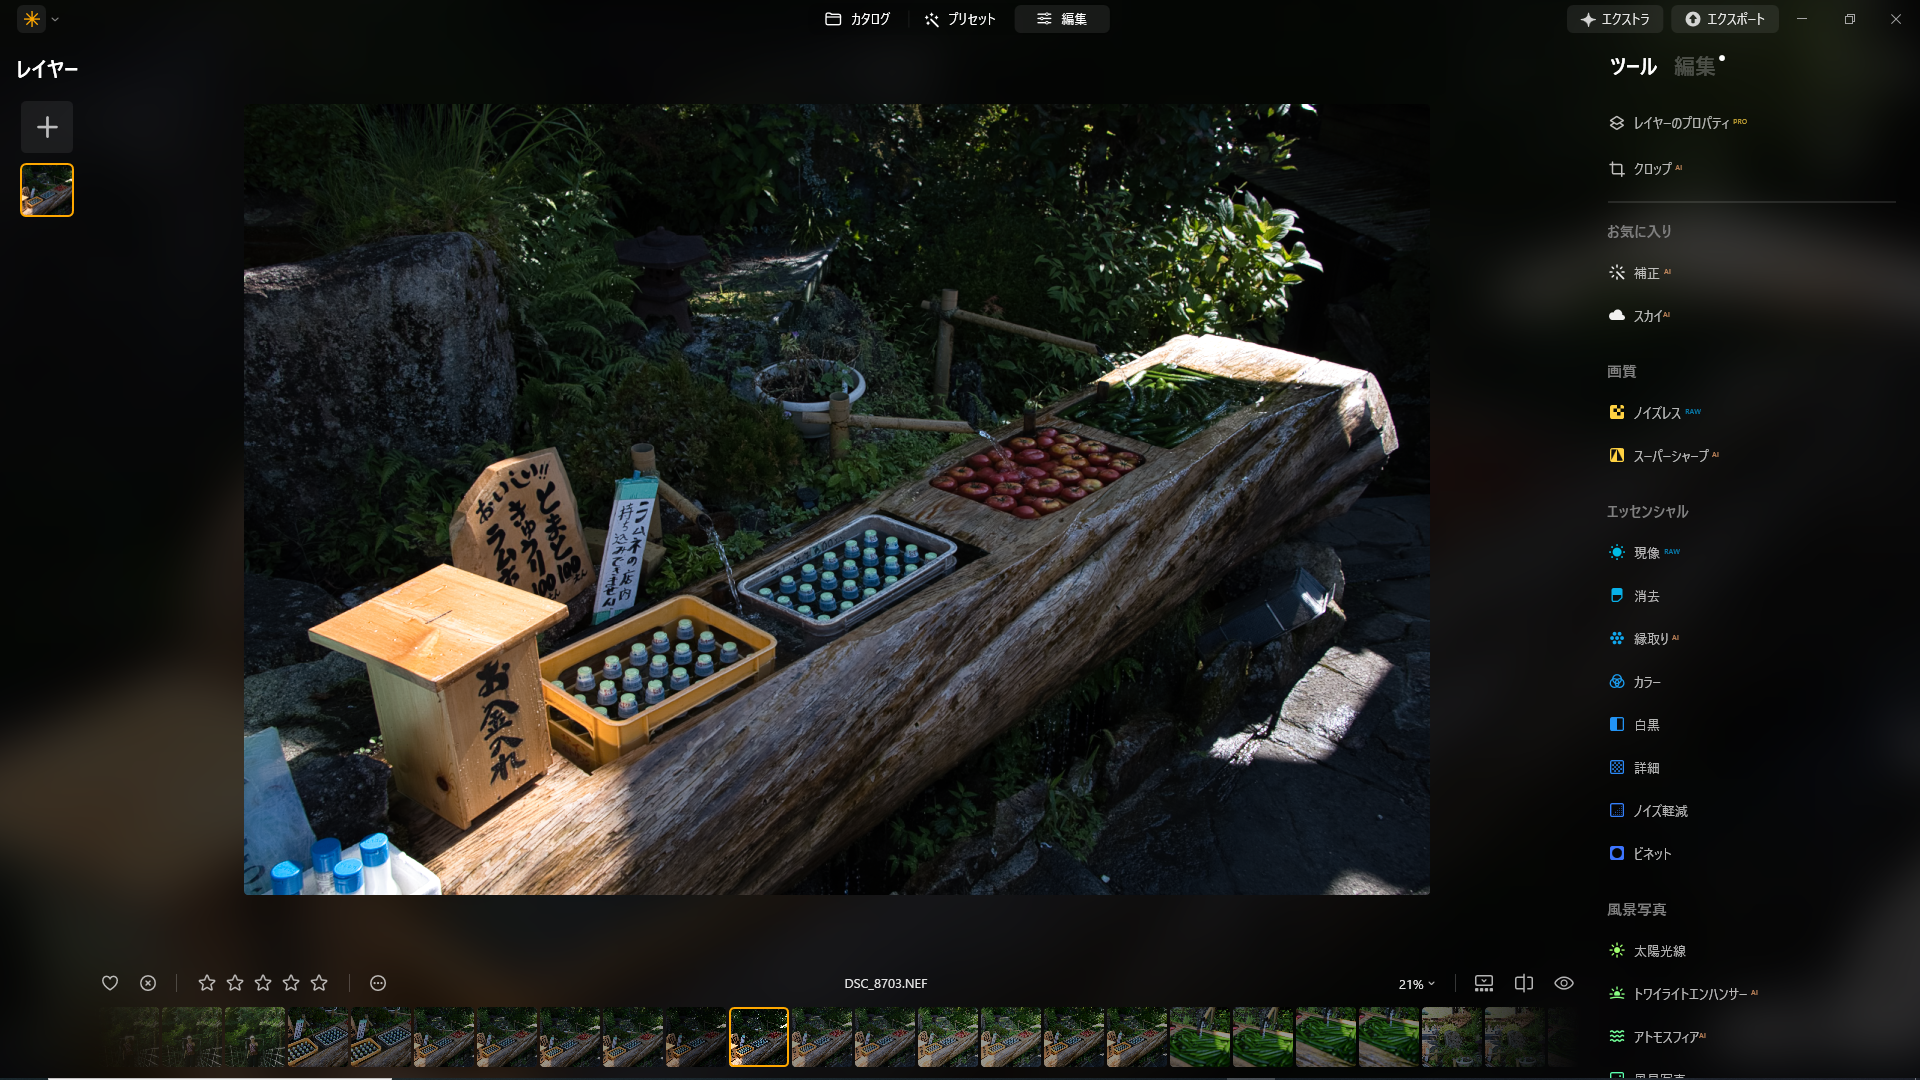 カタログ
プリセット
編集
エクストラ
エクスポート
レイヤー
ツール
編集
レイヤーのプロパティ PRO
クロップ AI
お気に入り
補正 AI
スカイ AI
画質
ノイズレス RAW
スーパーシャープ AI
エッセンシャル
現像 RAW
消去
縁取り AI
カラー
白黒
詳細
ノイズ軽減
ビネット
風景写真
太陽光線
トワイライトエンハンサー AI
アトモスフィア AI
おいしい!!
とまと100えん
きゅうり100えん
ラムネ
ラムネの店内
持ち込みできません
お金入れ
DSC_8703.NEF
21%